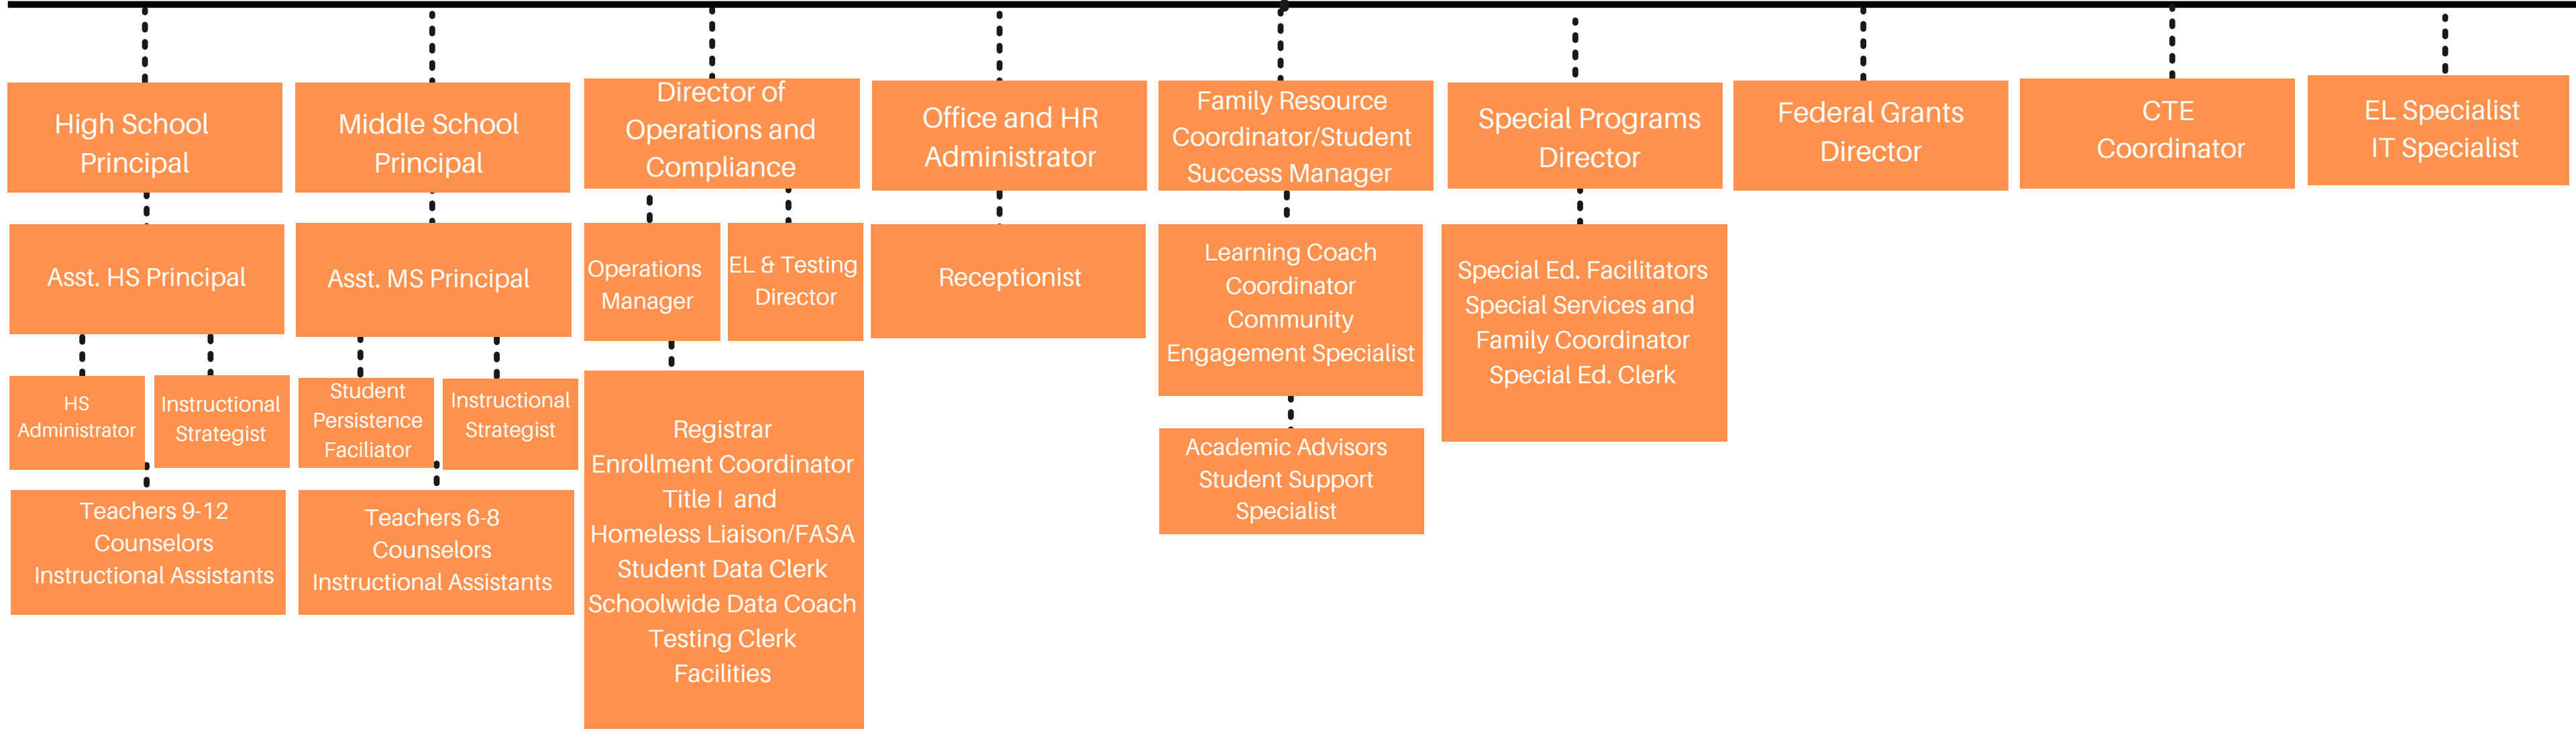 High School
Principal
Middle School
Principal
Director of
Operations and
Compliance
Office and HR
Administrator
Family Resource
Coordinator/Student
Success Manager
Special Programs
Director
Federal Grants
Director
CTE
Coordinator
EL Specialist
IT Specialist
Asst. HS Principal
Asst. MS Principal
Operations
Manager
EL & Testing
Director
Receptionist
Learning Coach
Coordinator
Community
Engagement Specialist
Special Ed. Facilitators
Special Services and
Family Coordinator
Special Ed. Clerk
HS
Administrator
Instructional
Strategist
Student
Persistence
Faciliator
Instructional
Strategist
Registrar
Enrollment Coordinator
Title I and
Homeless Liaison/FASA
Student Data Clerk
Schoolwide Data Coach
Testing Clerk
Facilities
Academic Advisors
Student Support
Specialist
Teachers 9-12
Counselors
Instructional Assistants
Teachers 6-8
Counselors
Instructional Assistants